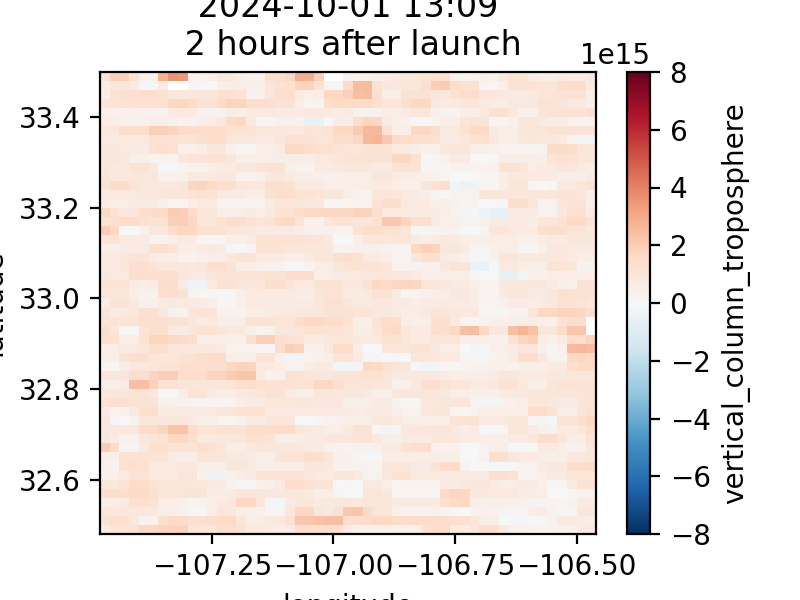 2024-10-01 13:09
2 hours after launch
1e15
33.4
33.2
33.0
32.8
32.6
−107.25 −107.00 −106.75 −106.50
8
6
4
2
0
−2
−4
−6
−8
vertical_column_troposphere
longitude
latitude